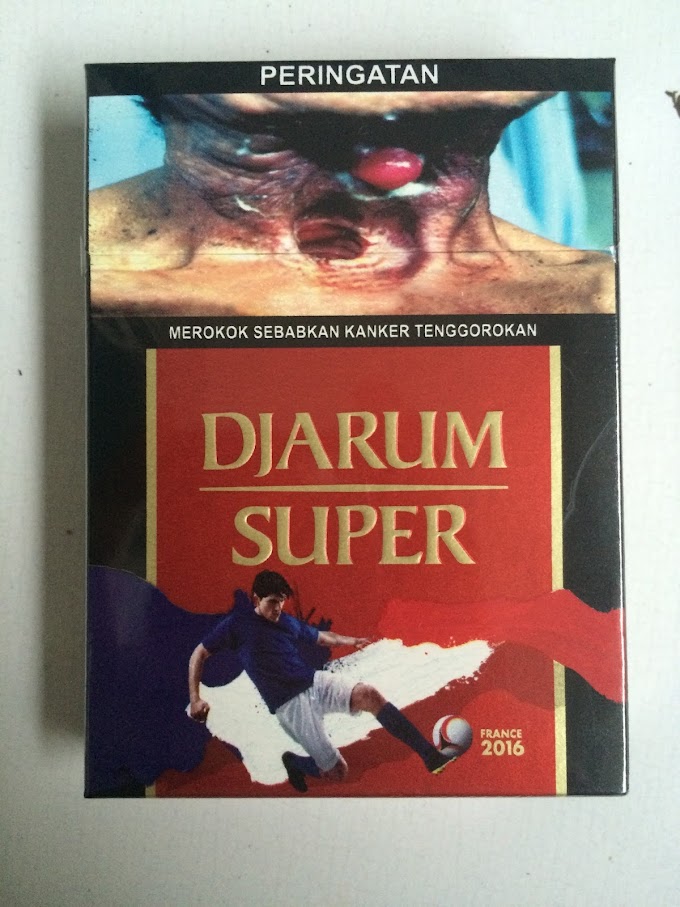 PERINGATAN
MEROKOK SEBABKAN KANKER TENGGOROKAN
DJARUM
SUPER
FRANCE
2016